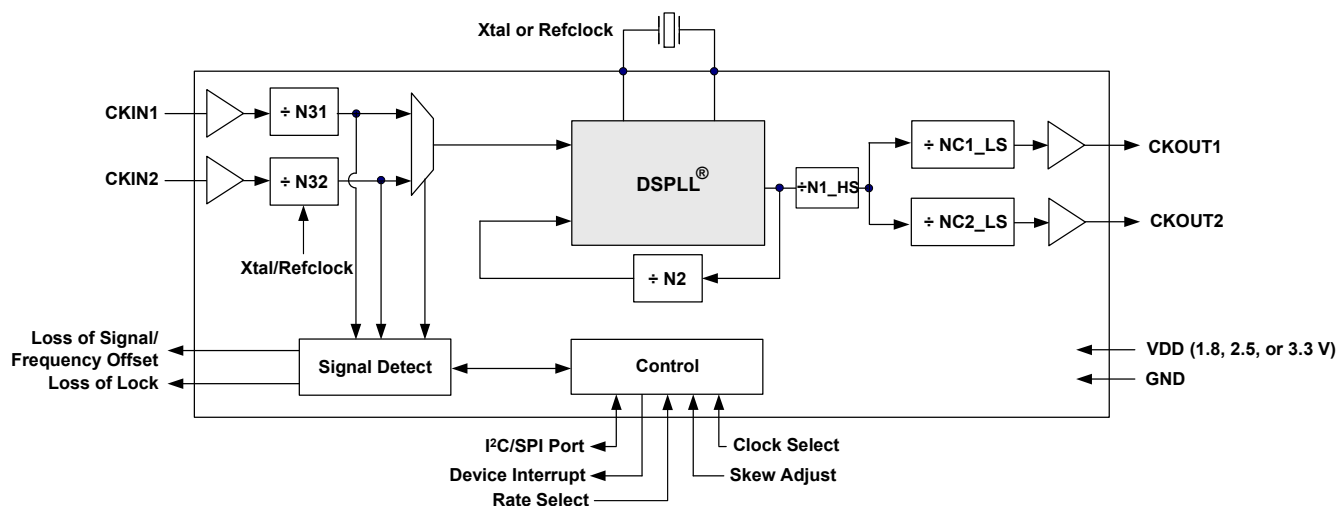 Xtal or Refclock
CKIN1
÷ N31
CKIN2
÷ N32
Xtal/Refclock
DSPLL®
÷N1_HS
÷ NC1_LS
CKOUT1
÷ NC2_LS
CKOUT2
÷ N2
Loss of Signal/
Frequency Offset
Loss of Lock
Signal Detect
Control
VDD (1.8, 2.5, or 3.3 V)
GND
I²C/SPI Port
Device Interrupt
Rate Select
Clock Select
Skew Adjust